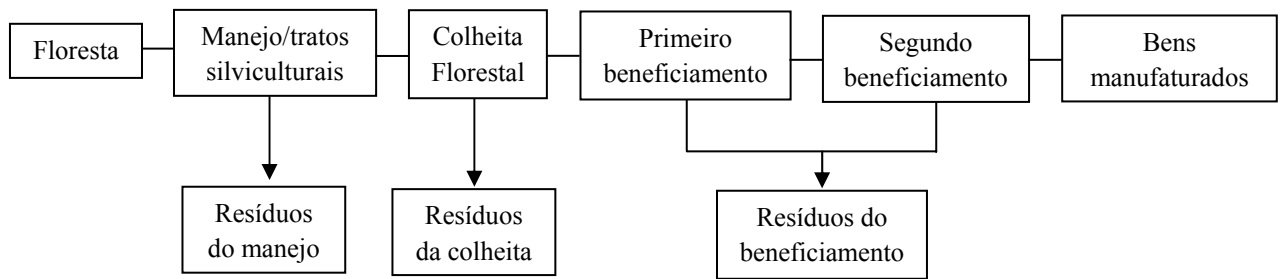 Floresta
Manejo/tratos
silviculturais
Colheita
Florestal
Primeiro
beneficiamento
Segundo
beneficiamento
Bens
manufaturados
Resíduos
do manejo
Resíduos
da colheita
Resíduos do
beneficiamento